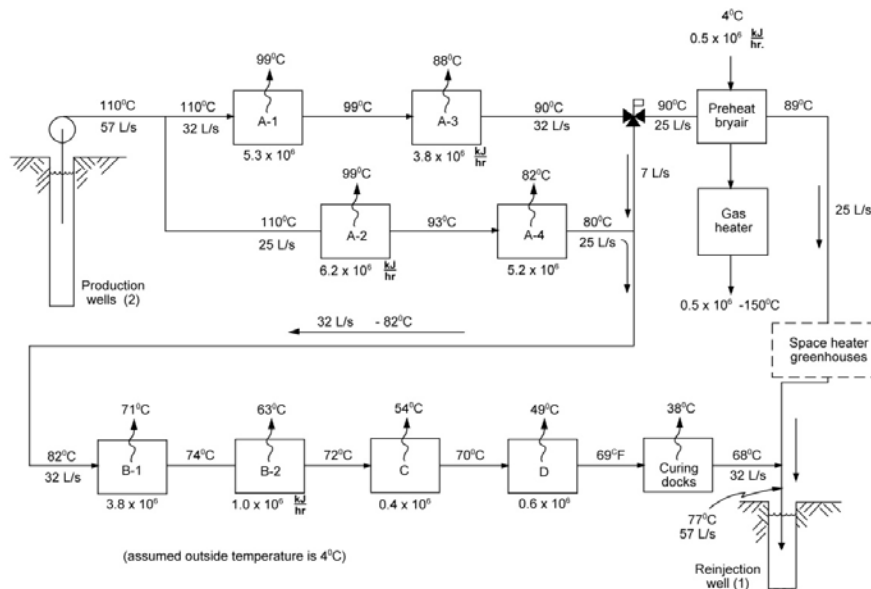 4⁰C
0.5 x 10⁶ kJ/hr.
99⁰C
88⁰C
110⁰C
57 L/s
110⁰C
32 L/s
A-1
99⁰C
A-3
90⁰C
32 L/s
90⁰C
25 L/s
Preheat
bryair
89⁰C
5.3 x 10⁶
3.8 x 10⁶ kJ/hr
7 L/s
99⁰C
82⁰C
110⁰C
25 L/s
A-2
93⁰C
A-4
80⁰C
25 L/s
Gas
heater
25 L/s
6.2 x 10⁶ kJ/hr
5.2 x 10⁶
Production
wells (2)
0.5 x 10⁶ -150⁰C
32 L/s - 82⁰C
Space heater
greenhouses
71⁰C
63⁰C
54⁰C
49⁰C
38⁰C
82⁰C
32 L/s
B-1
74⁰C
B-2
72⁰C
C
70⁰C
D
69⁰CF
Curing
docks
68⁰C
32 L/s
3.8 x 10⁶
1.0 x 10⁶ kJ/hr
0.4 x 10⁶
0.6 x 10⁶
77⁰C
57 L/s
(assumed outside temperature is 4⁰C)
Reinjection
well (1)